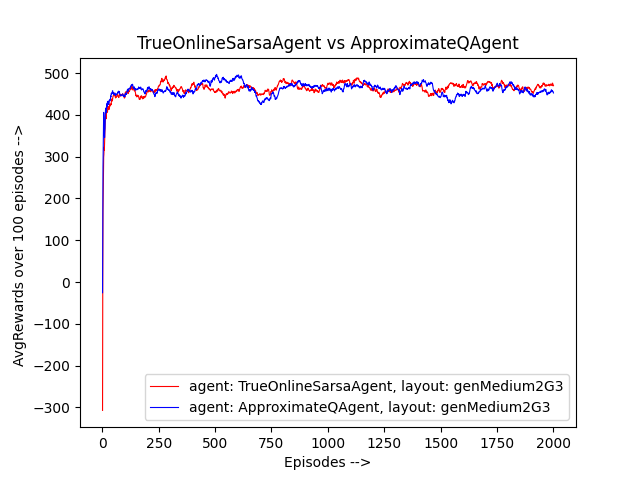 TrueOnlineSarsaAgent vs ApproximateQAgent
500
400
300
200
100
0
−100
−200
−300
AvgRewards over 100 episodes -->
agent: TrueOnlineSarsaAgent, layout: genMedium2G3
agent: ApproximateQAgent, layout: genMedium2G3
0 250 500 750 1000 1250 1500 1750 2000
Episodes -->